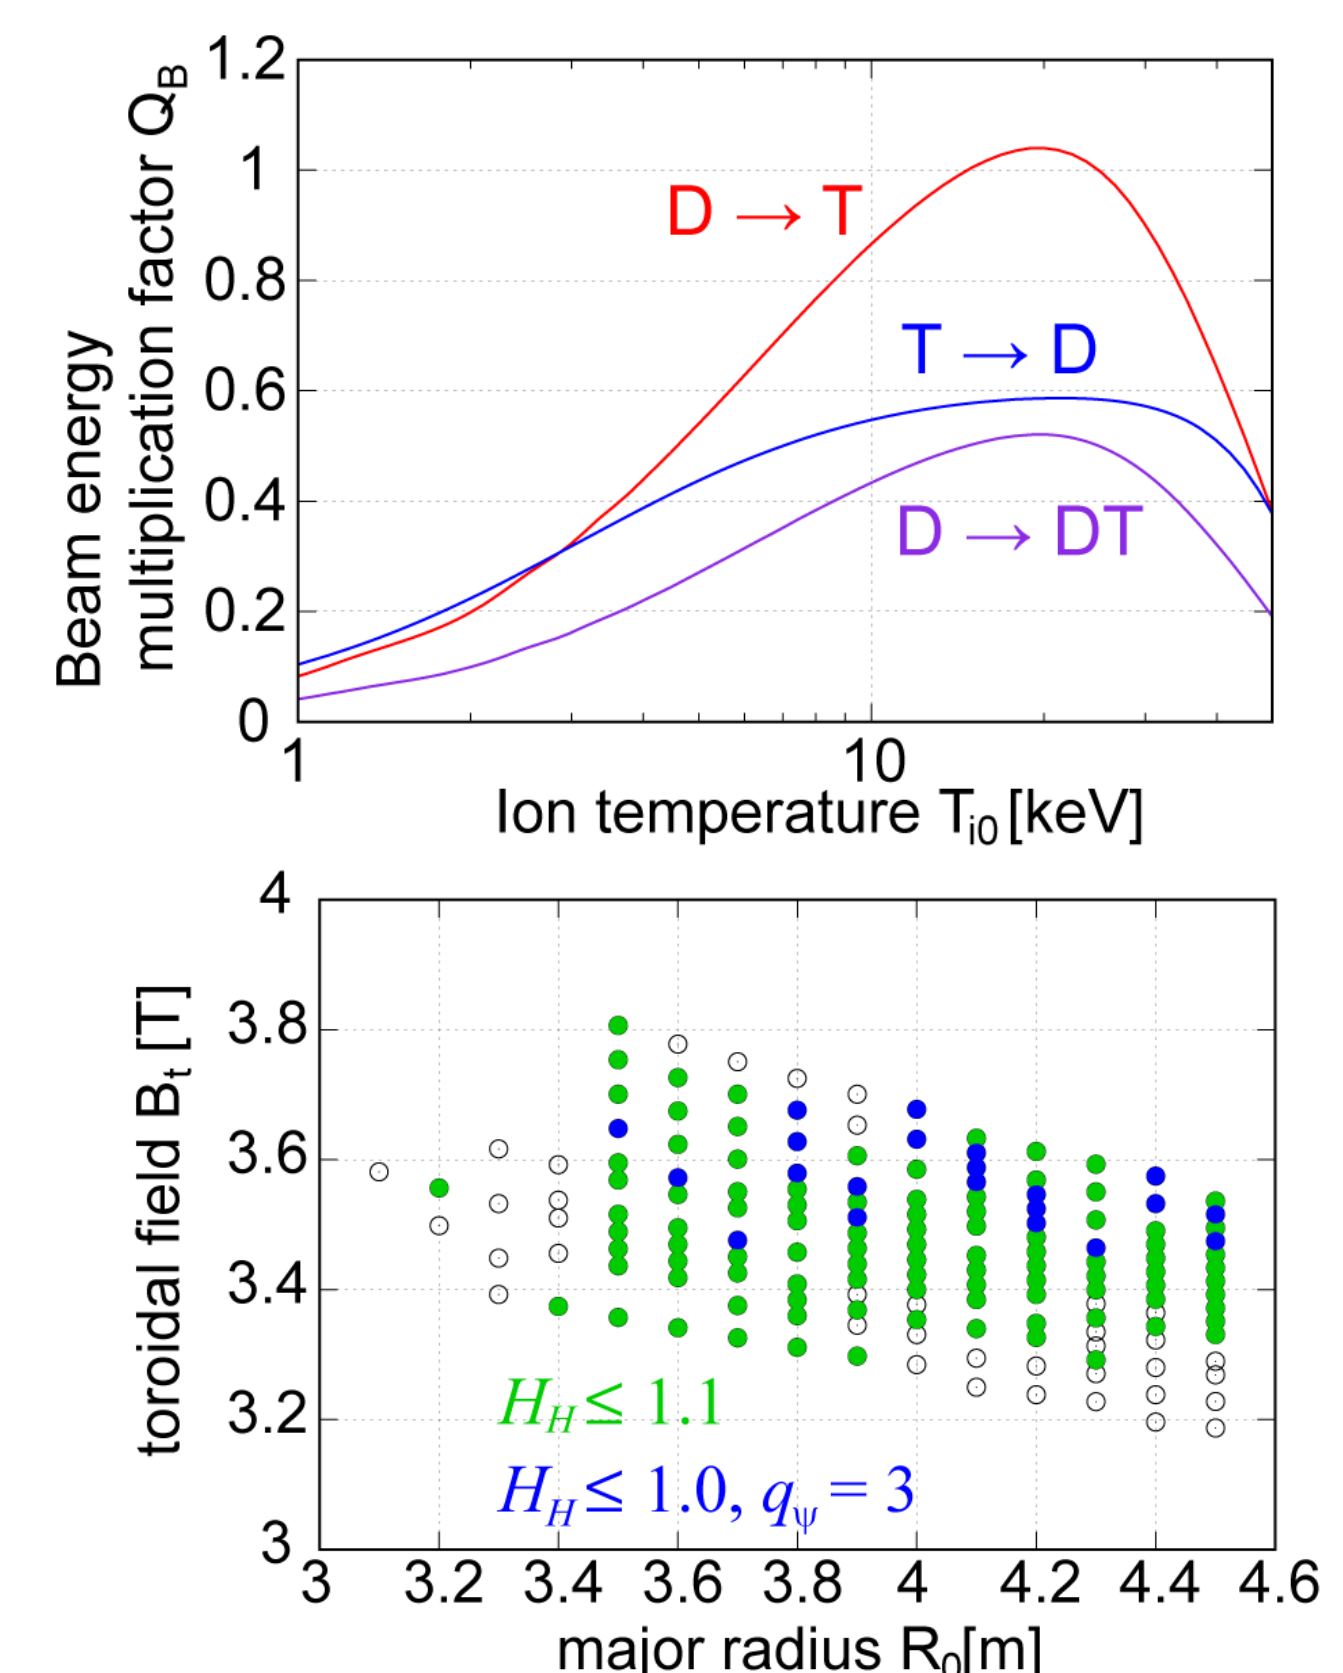 Beam energy
multiplication factor Q_B
1.2
1
0.8
0.6
0.4
0.2
0
D → T
T → D
D → DT
1 10
Ion temperature T_i0 [keV]
toroidal field B_t [T]
4
3.8
3.6
3.4
3.2
3
H_H ≤ 1.1
H_H ≤ 1.0, q_ψ = 3
3 3.2 3.4 3.6 3.8 4 4.2 4.4 4.6
major radius R_0[m]